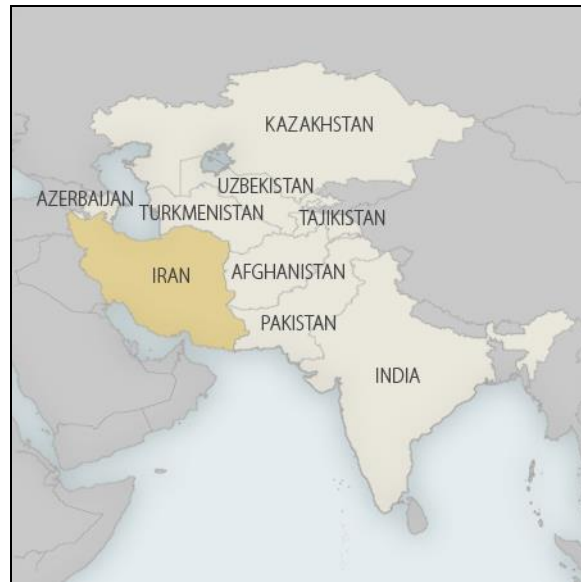 KAZAKHSTAN
UZBEKISTAN
AZERBAIJAN
TURKMENISTAN
TAJIKISTAN
IRAN
AFGHANISTAN
PAKISTAN
INDIA